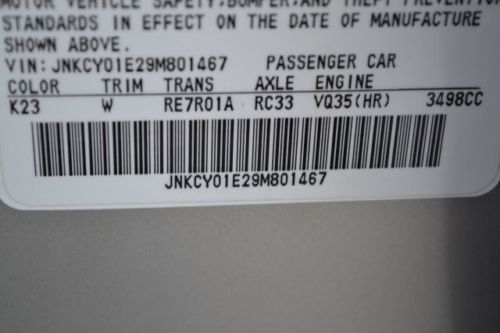 MOTOR VEHICLE SAFETY, BUMPER, AND THEFT PREVENTION
STANDARDS IN EFFECT ON THE DATE OF MANUFACTURE
SHOWN ABOVE.
VIN: JNKCY01E29M801467 PASSENGER CAR
COLOR TRIM TRANS AXLE ENGINE
K23 W RE7R01A RC33 VQ35(HR) 3498CC
JNKCY01E29M801467